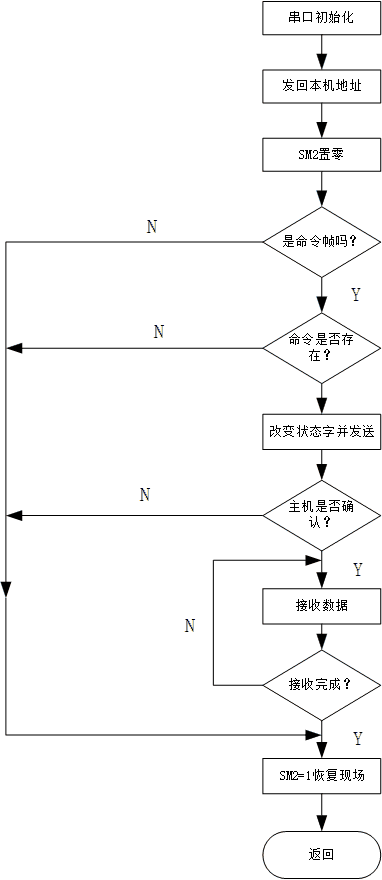 串口初始化
发回本机地址
SM2置零
是命令帧吗？
N
Y
命令是否存
在？
N
改变状态字并发送
主机是否确
认？
N
Y
接收数据
N
接收完成？
Y
SM2=1恢复现场
返回